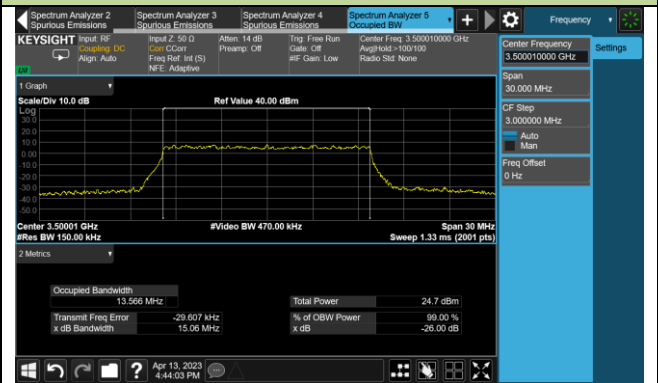 Spectrum Analyzer 2
Spurious Emissions
Spectrum Analyzer 3
Spurious Emissions
Spectrum Analyzer 4
Spurious Emissions
Spectrum Analyzer 5
Occupied BW
Frequency
KEYSIGHT
Input: RF
Coupling: DC
Align: Auto
Input Z: 50 Ω
Corr CCorr
Freq Ref: Int (S)
NFE: Adaptive
Atten: 14 dB
Preamp: Off
Trig: Free Run
Gate: Off
#IF Gain: Low
Center Freq: 3.500010000 GHz
Avg|Hold:>100/100
Radio Std: None
1 Graph
Scale/Div 10.0 dB
Ref Value 40.00 dBm
Log
30.0
20.0
10.0
0.00
-10.0
-20.0
-30.0
-40.0
-50.0
Center 3.50001 GHz
#Video BW 470.00 kHz
Span 30 MHz
#Res BW 150.00 kHz
Sweep 1.33 ms (2001 pts)
2 Metrics
Occupied Bandwidth
13.566 MHz
Total Power
24.7 dBm
Transmit Freq Error
-29.607 kHz
% of OBW Power
99.00 %
x dB Bandwidth
15.06 MHz
x dB
-26.00 dB
Center Frequency
3.500010000 GHz
Settings
Span
30.000 MHz
CF Step
3.000000 MHz
Auto
Man
Freq Offset
0 Hz
?
Apr 13, 2023
4:44:03 PM